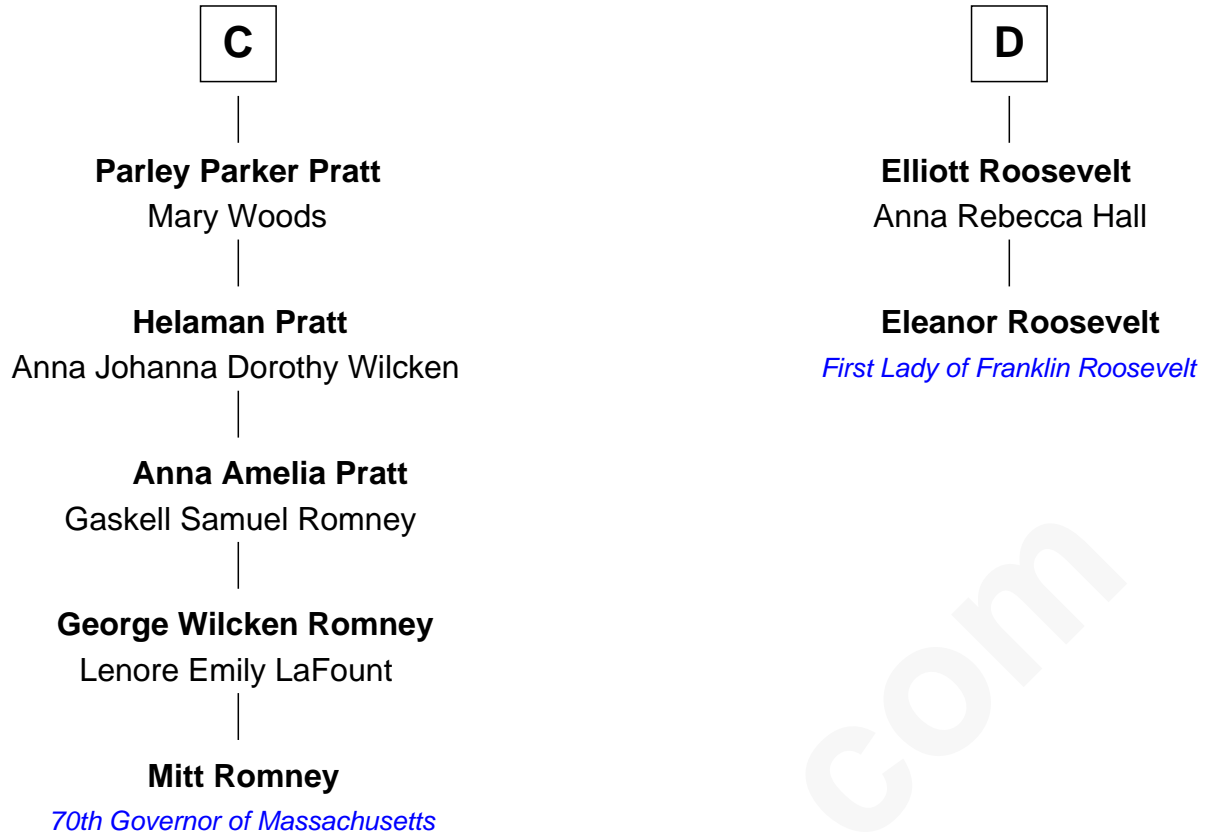 C
Parley Parker Pratt
Mary Woods
Helaman Pratt
Anna Johanna Dorothy Wilcken
Anna Amelia Pratt
Gaskell Samuel Romney
George Wilcken Romney
Lenore Emily LaFount
Mitt Romney
70th Governor of Massachusetts
D
Elliott Roosevelt
Anna Rebecca Hall
Eleanor Roosevelt
First Lady of Franklin Roosevelt
com